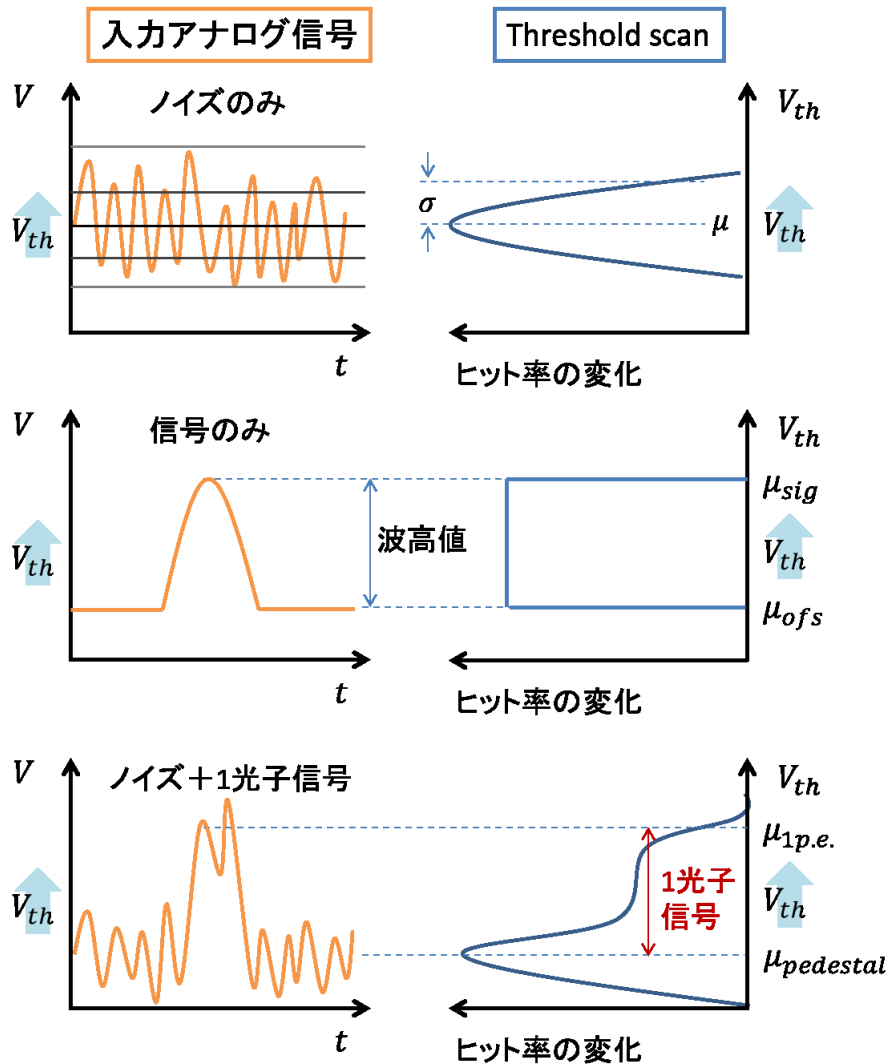 入力アナログ信号
Threshold scan
V
ノイズのみ
V_th
t
V_th
σ
μ
V_th
ヒット率の変化
V
信号のみ
V_th
t
波高値
V_th
μ_sig
V_th
μ_ofs
ヒット率の変化
V
ノイズ+1光子信号
V_th
t
V_th
μ_1p.e.
1光子
信号
V_th
μ_pedestal
ヒット率の変化